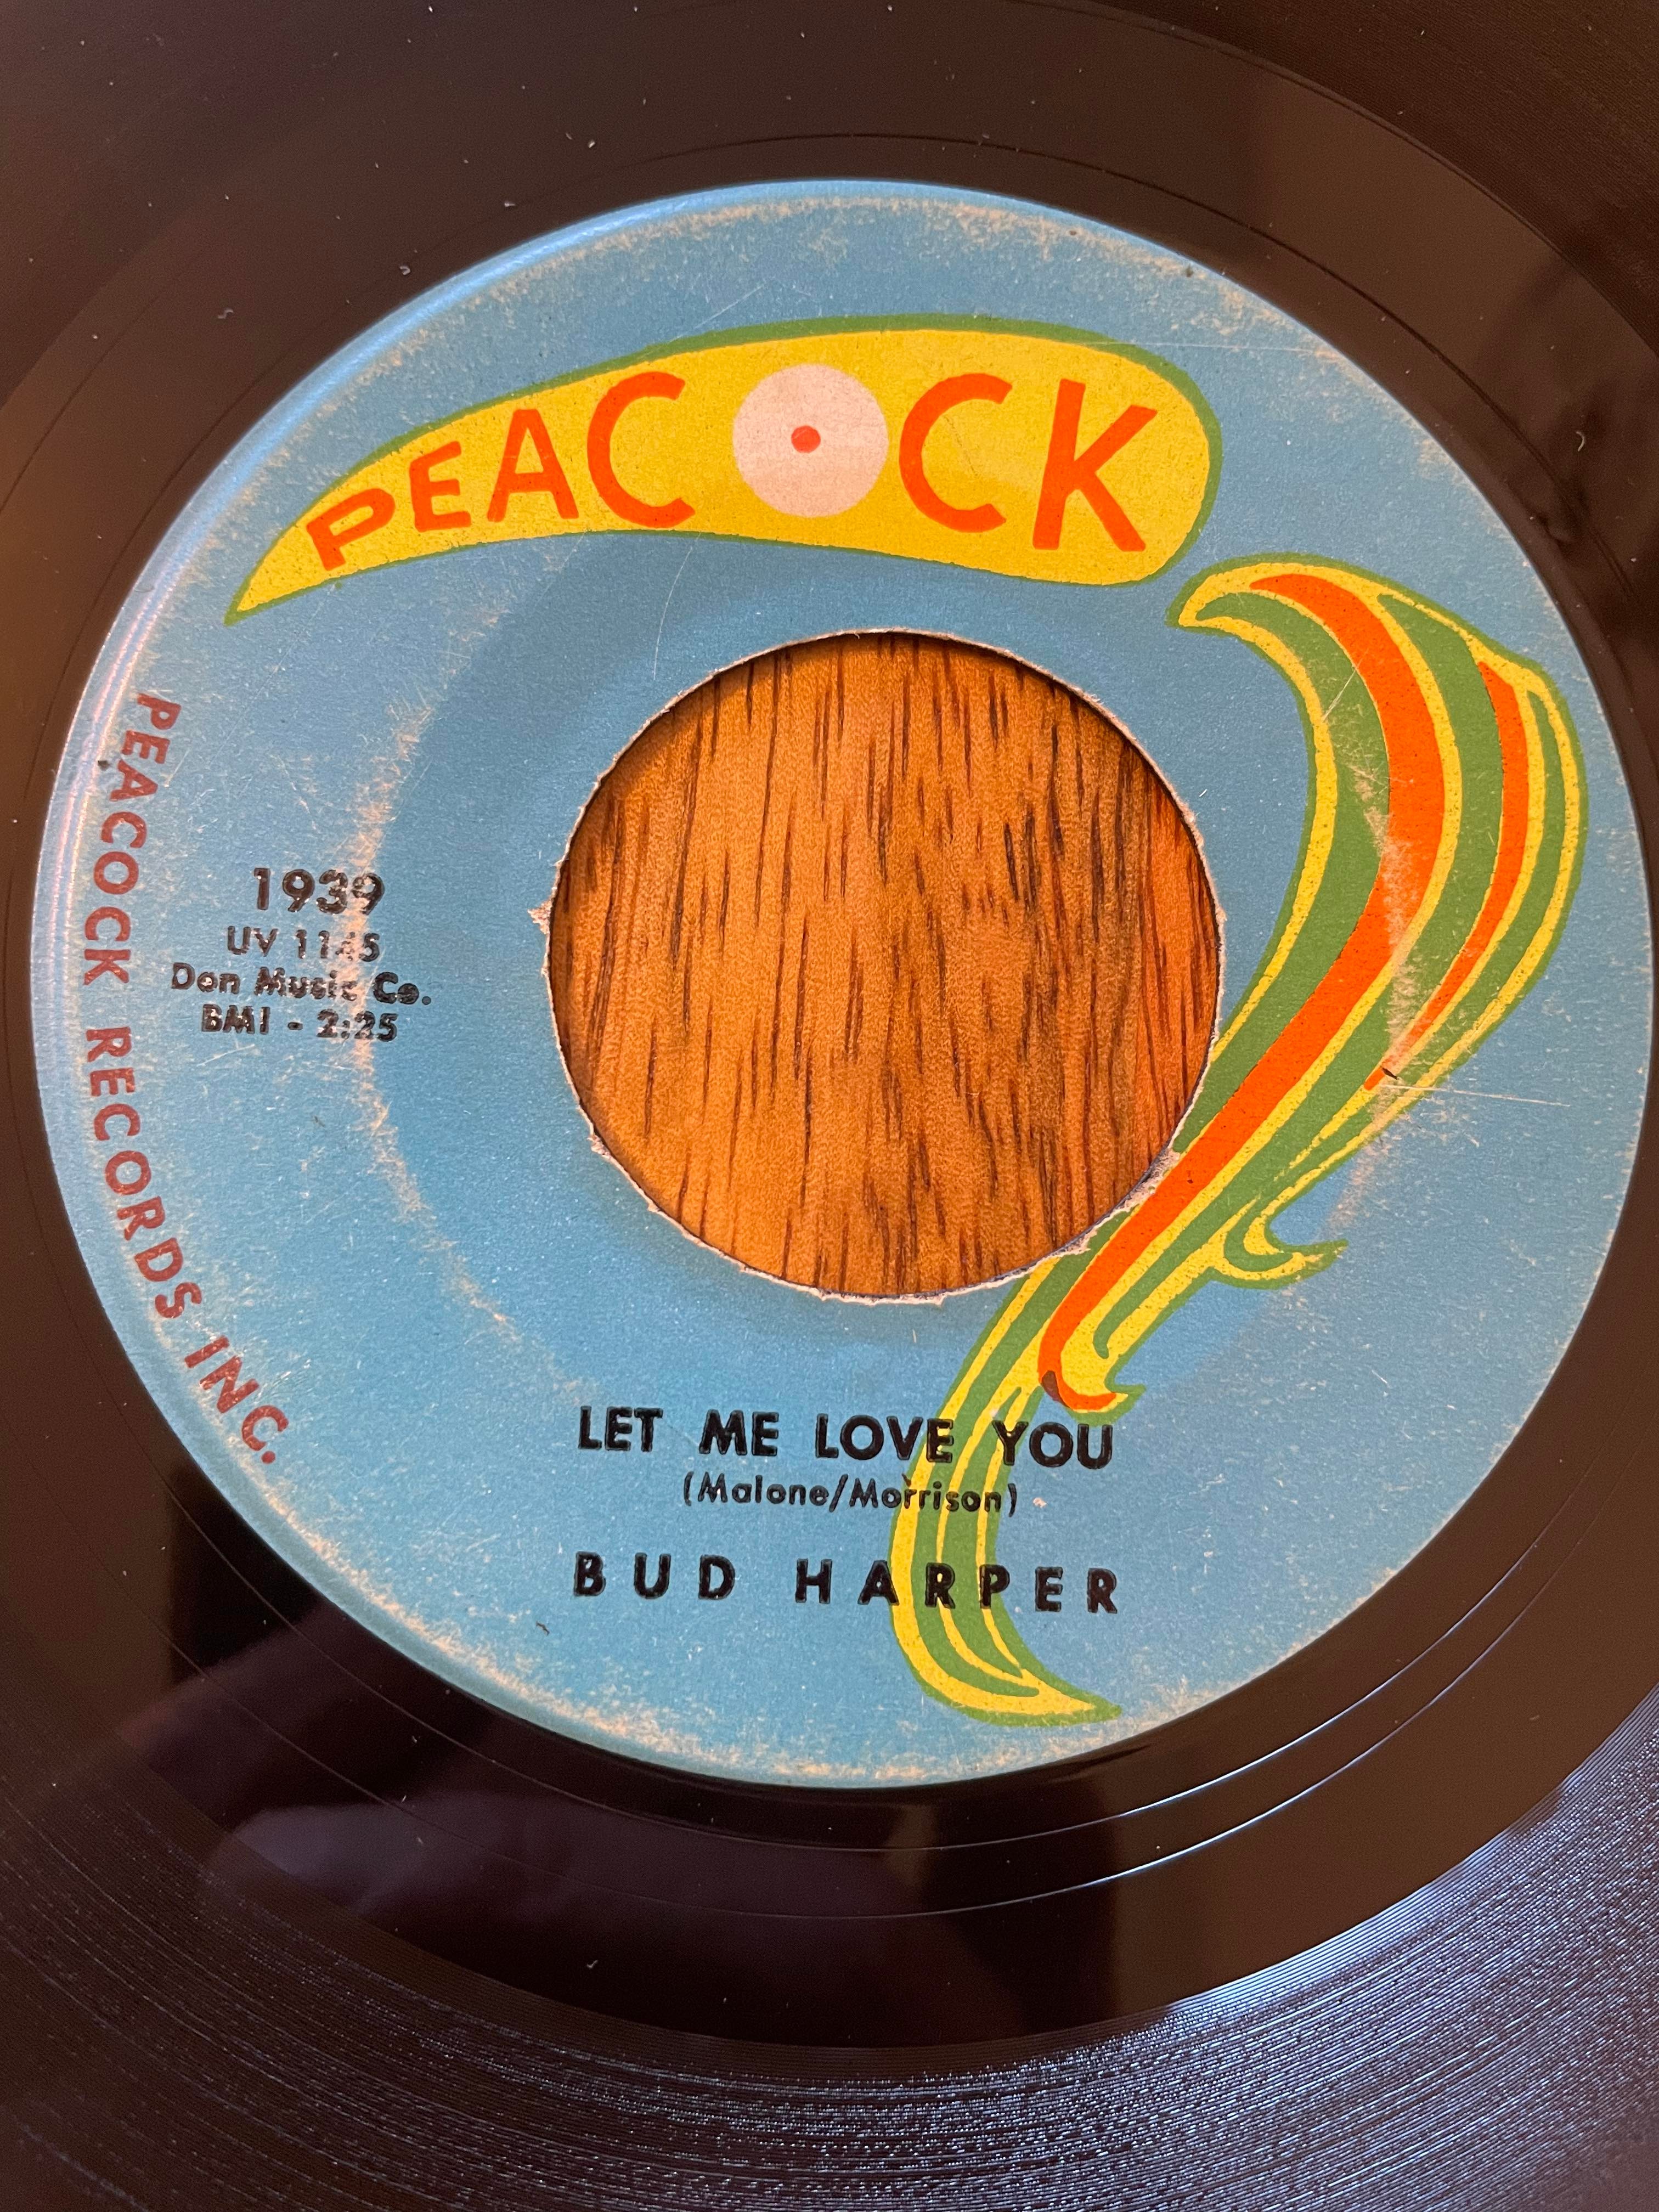 PEACOCK
PEACOCK RECORDS INC.
1939
UV
Don Music Co.
BMI - 2:25
LET ME LOVE YOU
(Malone/Morrison)
BUD HARPER